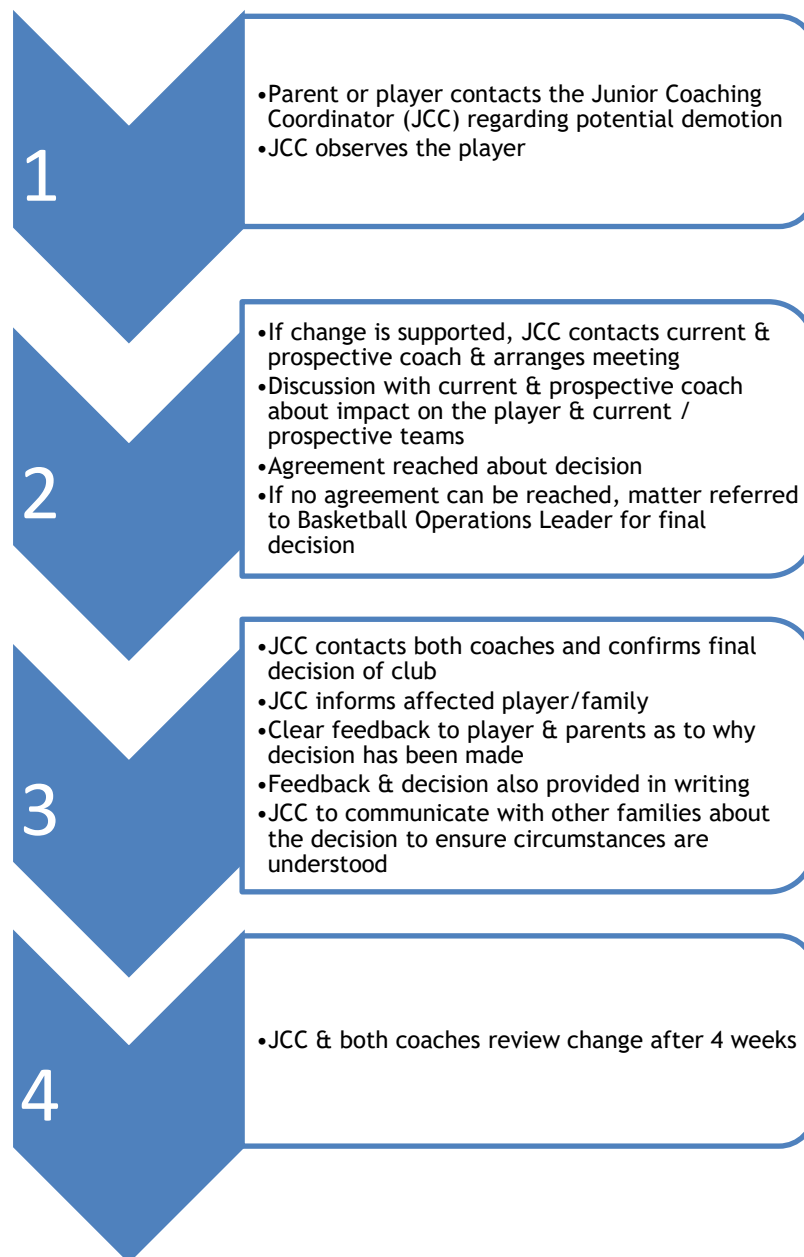 1
•Parent or player contacts the Junior Coaching
Coordinator (JCC) regarding potential demotion
•JCC observes the player
2
•If change is supported, JCC contacts current &
prospective coach & arranges meeting
•Discussion with current & prospective coach
about impact on the player & current /
prospective teams
•Agreement reached about decision
•If no agreement can be reached, matter referred
to Basketball Operations Leader for final
decision
3
•JCC contacts both coaches and confirms final
decision of club
•JCC informs affected player/family
•Clear feedback to player & parents as to why
decision has been made
•Feedback & decision also provided in writing
•JCC to communicate with other families about
the decision to ensure circumstances are
understood
4
•JCC & both coaches review change after 4 weeks